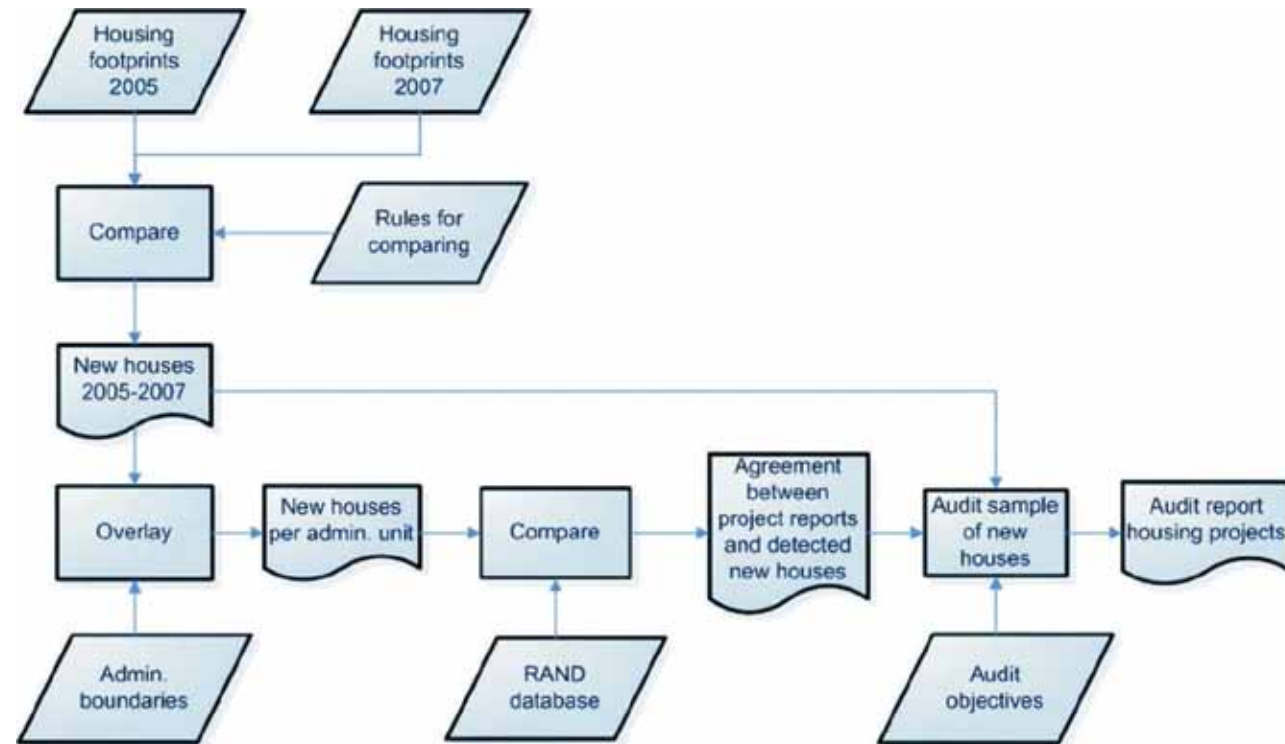 Housing
footprints
2005
Housing
footprints
2007
Compare
Rules for
comparing
New houses
2005-2007
Overlay
New houses
per admin. unit
Compare
Agreement
between
project reports
and detected
new houses
Audit sample
of new
houses
Audit report
housing projects
Admin.
boundaries
RAND
database
Audit
objectives